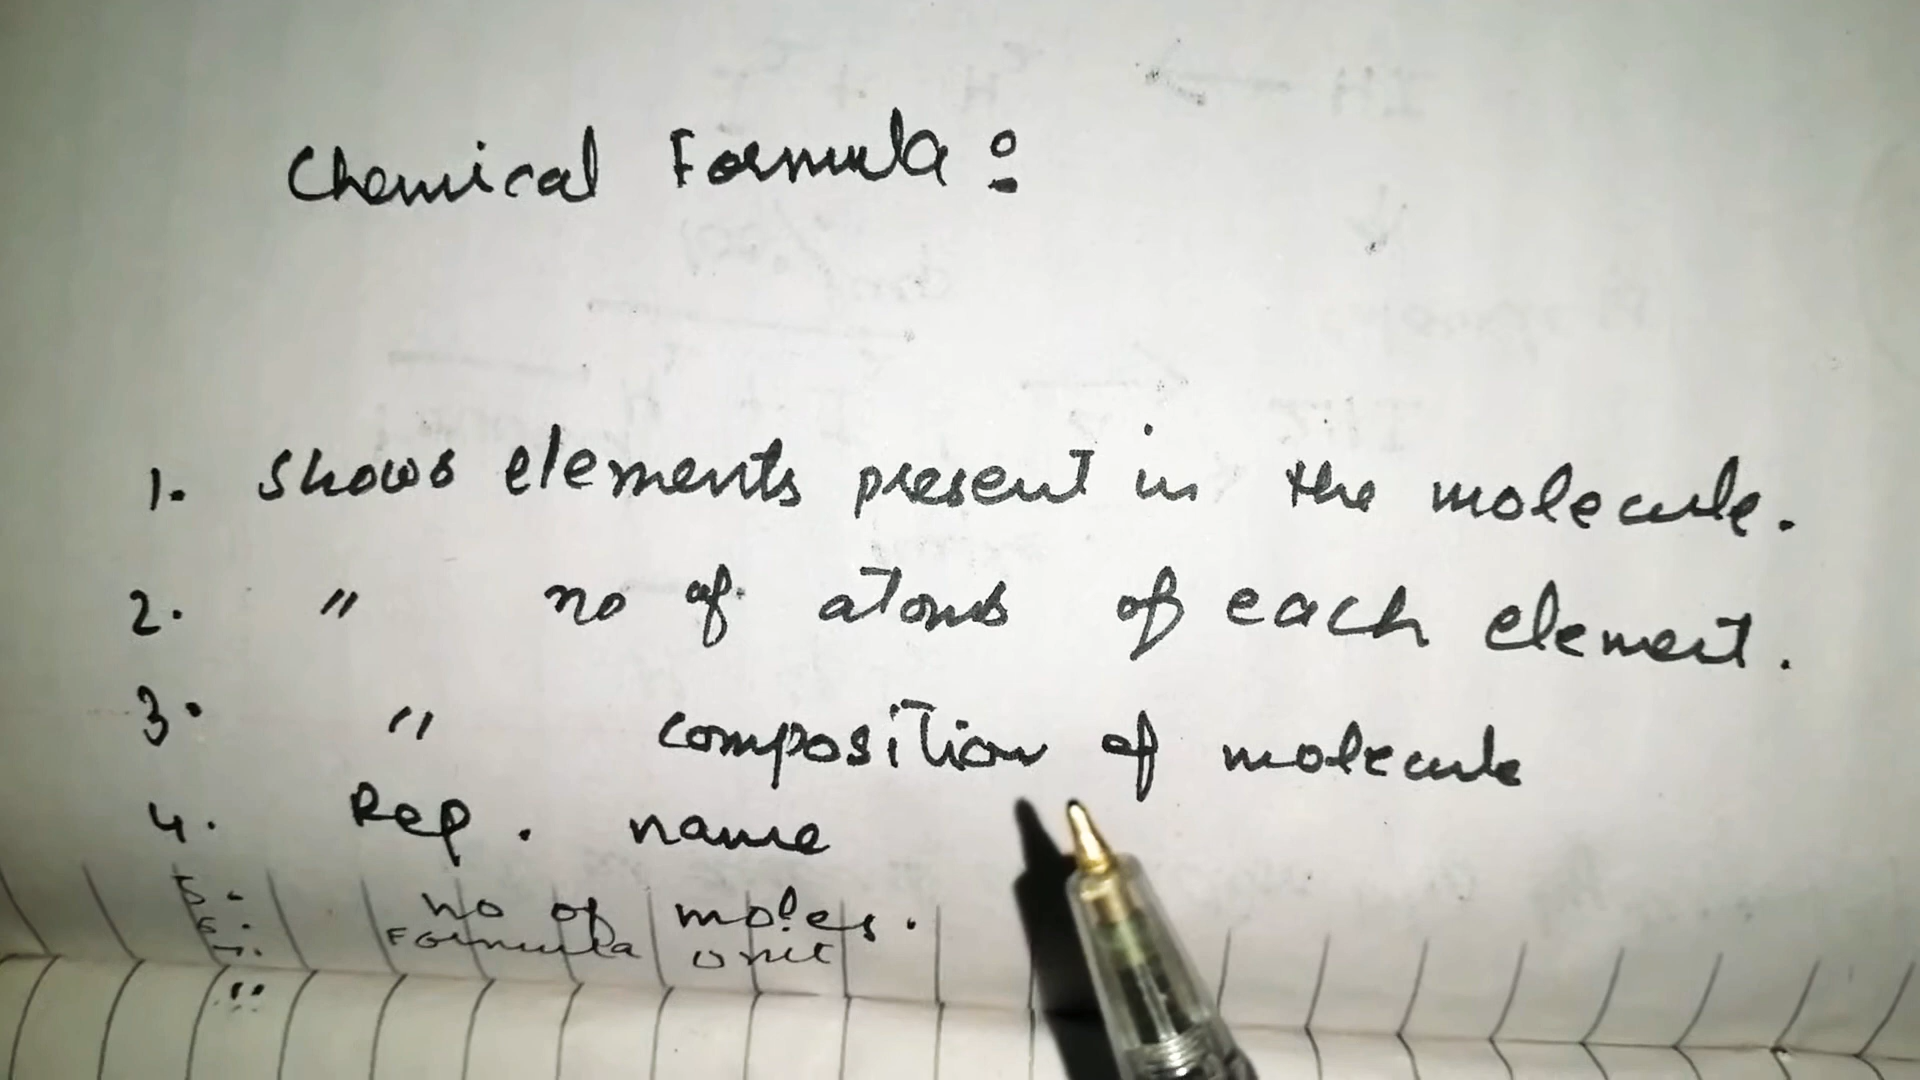 Chemical Formula :
1. Shows elements present in the molecule.
2. " no of atoms of each element.
3. " composition of molecule
4. Rep. name
5. no of moles.
6. Formula unit
7.